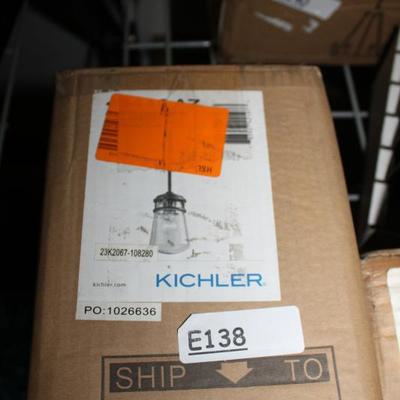 23K2067-108280
kichler.com
KICHLER
PO:1026636
E138
SHIP TO